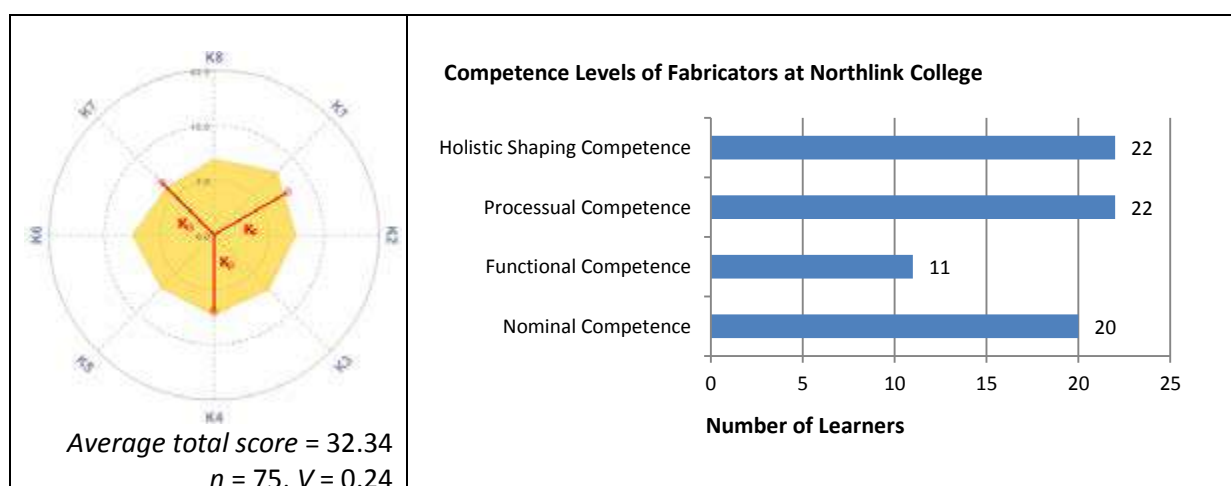 K8
K7
K1
K6
K2
K5
K3
K4
Average total score = 32.34
n = 75, V = 0.24
Competence Levels of Fabricators at Northlink College
Holistic Shaping Competence
22
Processual Competence
22
Functional Competence
11
Nominal Competence
20
0 5 10 15 20 25
Number of Learners